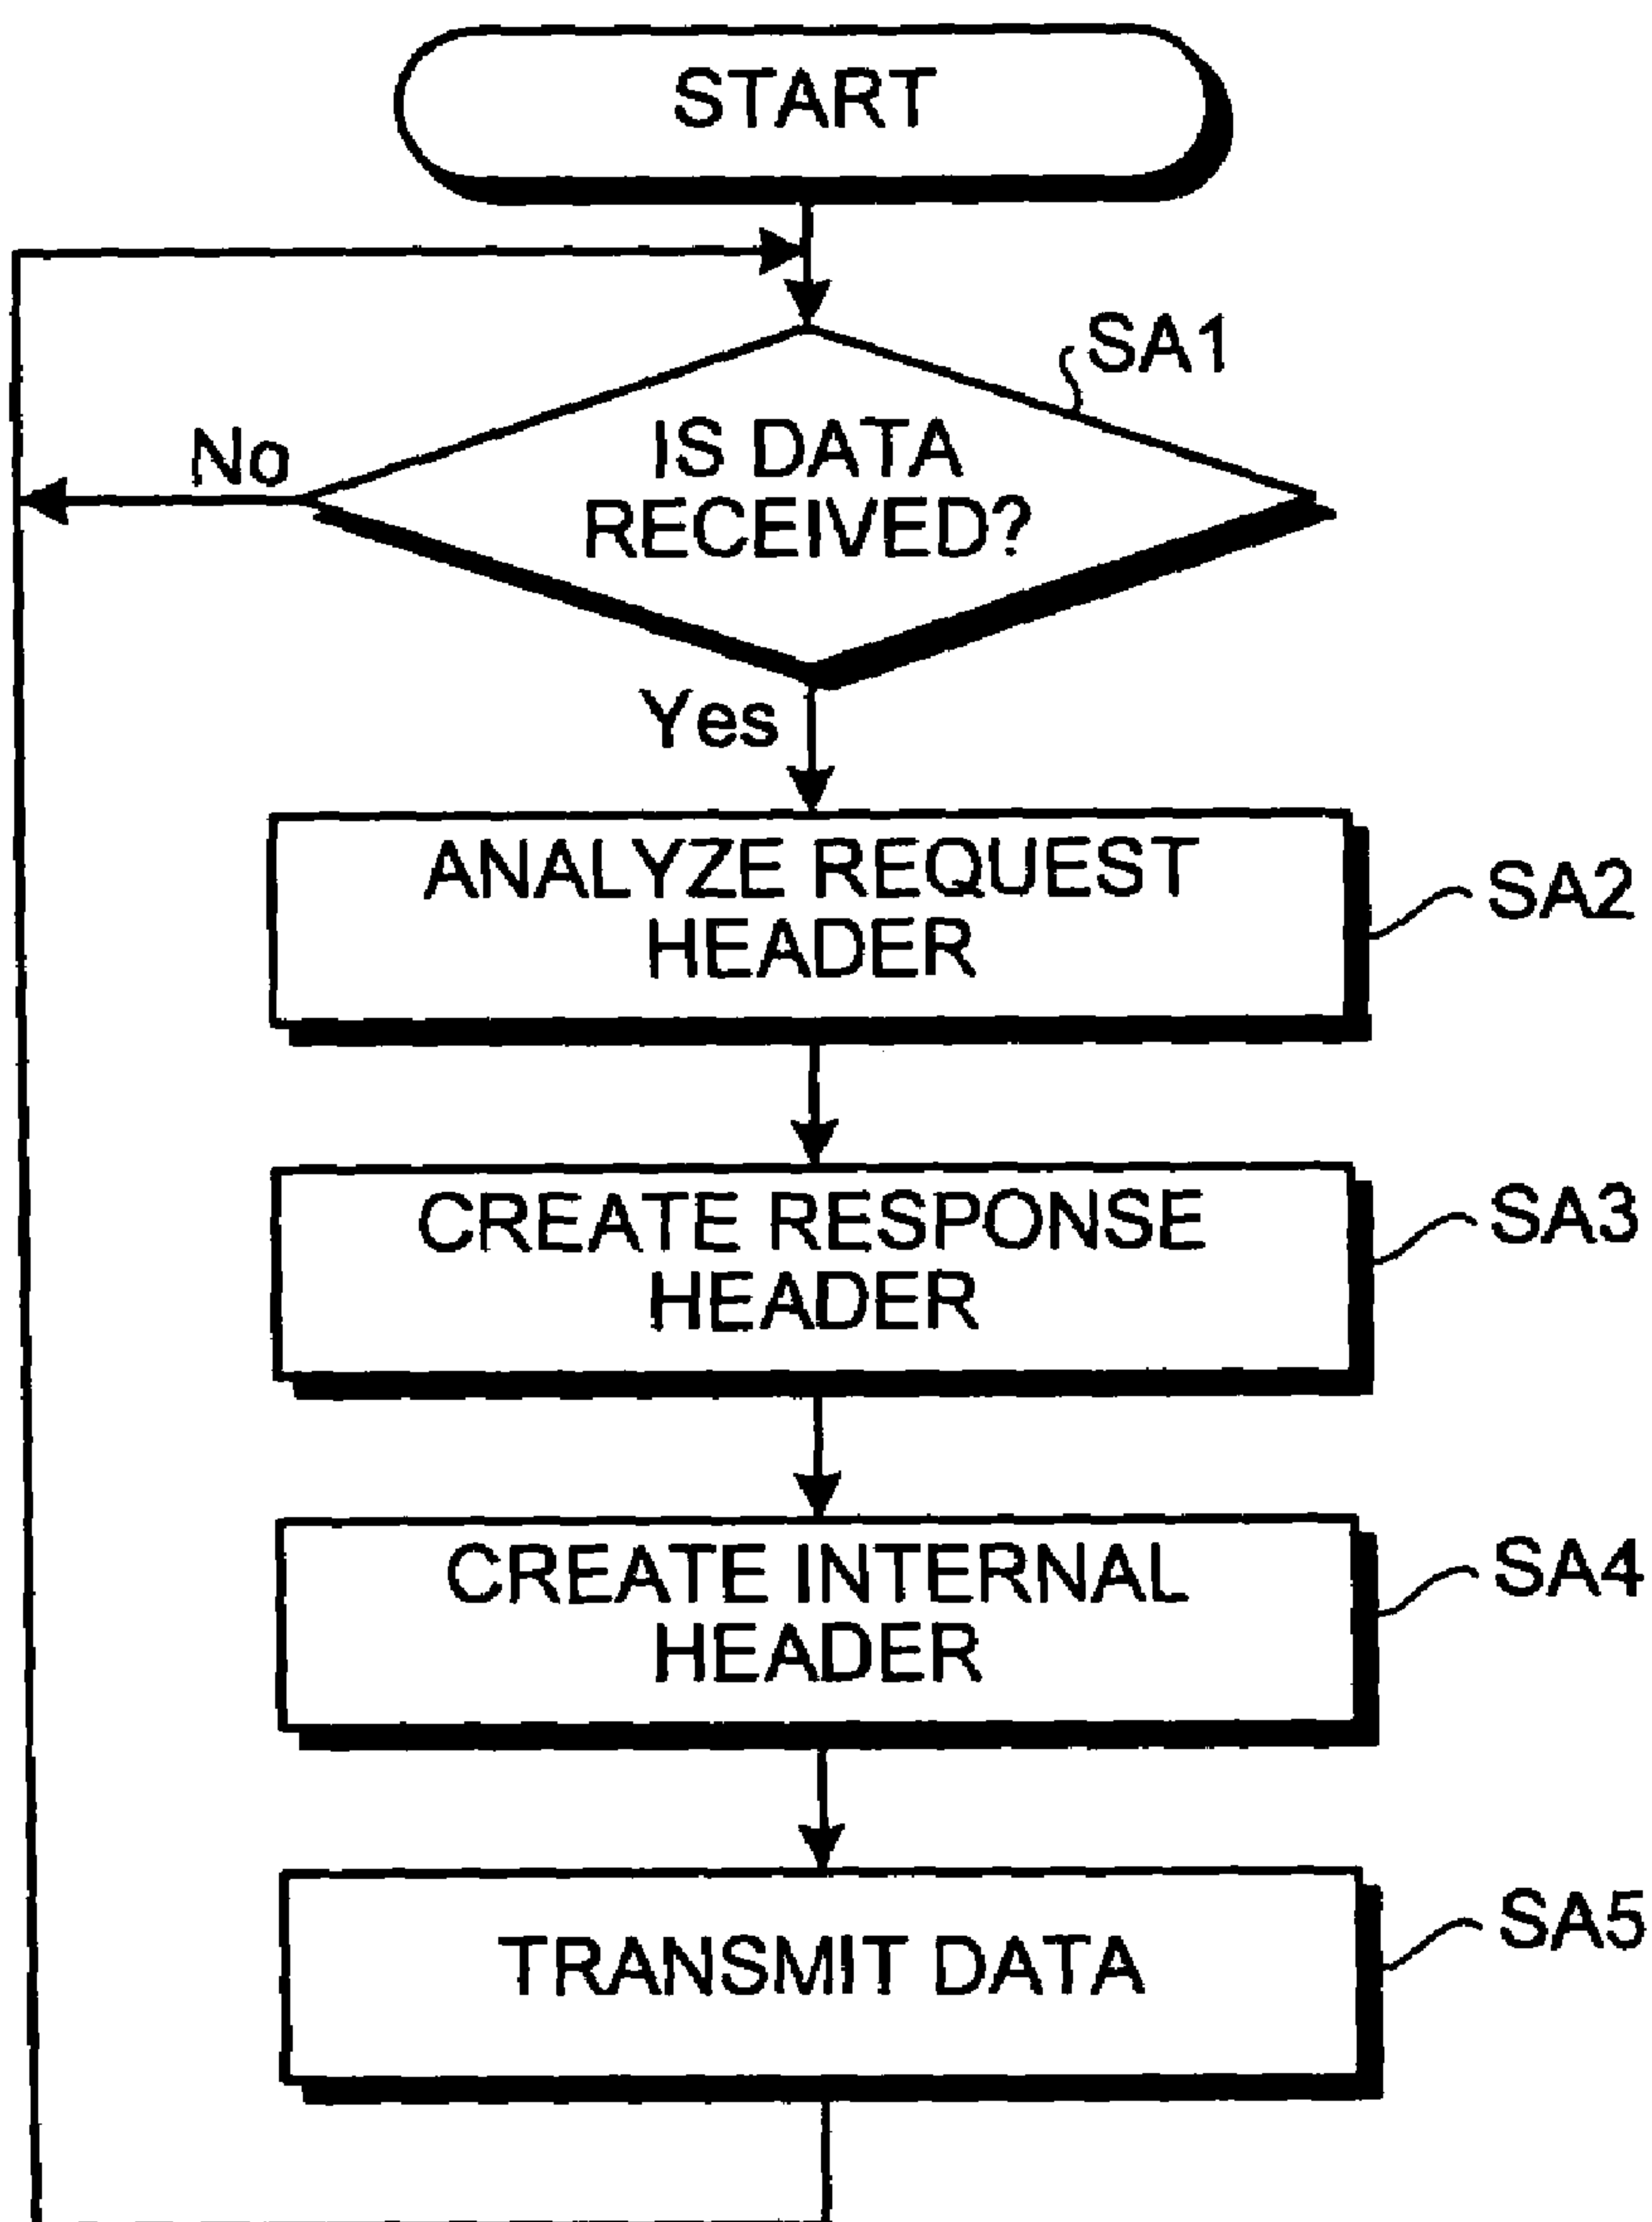 START
SA1
IS DATA
RECEIVED?
No
Yes
ANALYZE REQUEST
HEADER
SA2
CREATE RESPONSE
HEADER
SA3
CREATE INTERNAL
HEADER
SA4
TRANSMIT DATA
SA5